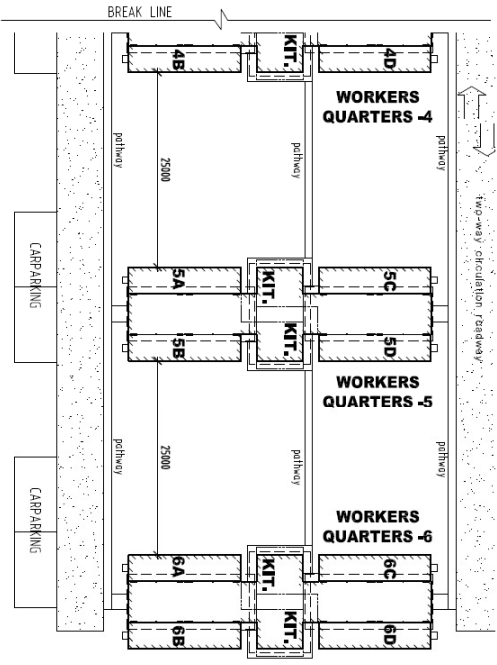 BREAK LINE
4B
KIT.
4D
WORKERS
QUARTERS -4
pathway
25000
pathway
pathway
two-way circulation roadway
CARPARKING
5A
KIT.
5C
5B
KIT.
5D
WORKERS
QUARTERS -5
pathway
25000
pathway
pathway
CARPARKING
WORKERS
QUARTERS -6
6A
KIT.
6C
6B
KIT.
6D